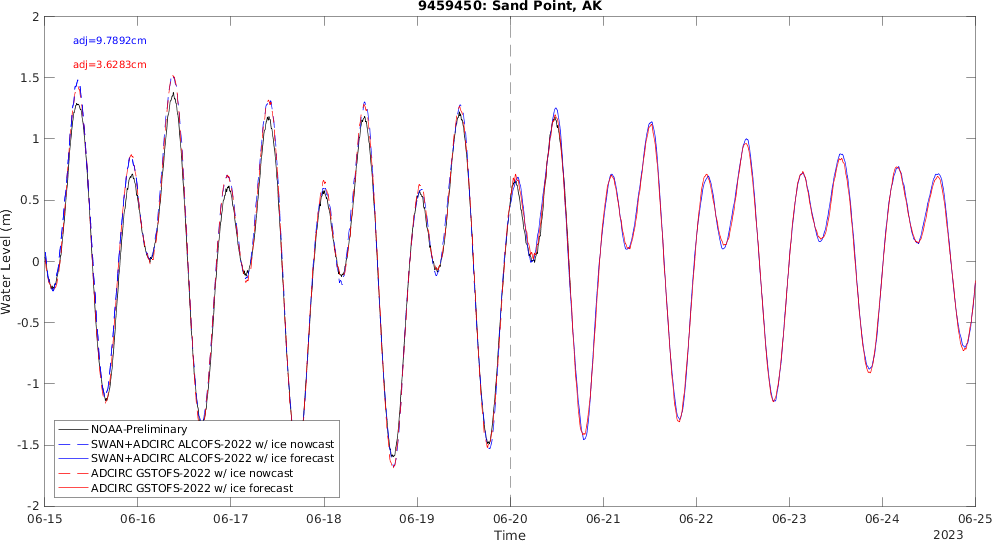 9459450: Sand Point, AK
adj=9.7892cm
adj=3.6283cm
2
1.5
1
0.5
0
-0.5
-1
-1.5
-2
Water Level (m)
NOAA-Preliminary
SWAN+ADCIRC ALCOFS-2022 w/ ice nowcast
SWAN+ADCIRC ALCOFS-2022 w/ ice forecast
ADCIRC GSTOFS-2022 w/ ice nowcast
ADCIRC GSTOFS-2022 w/ ice forecast
06-15 06-16 06-17 06-18 06-19 06-20 06-21 06-22 06-23 06-24 06-25
Time
2023